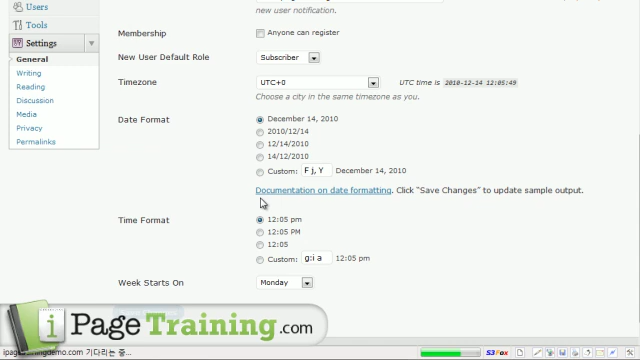 Users
new user notification.
Tools
Settings
General
Writing
Reading
Discussion
Media
Privacy
Permalinks
Membership
Anyone can register
New User Default Role
Subscriber
Timezone
UTC+0
UTC time is 2010-12-14 12:05:49
Choose a city in the same timezone as you.
Date Format
December 14, 2010
2010/12/14
12/14/2010
14/12/2010
Custom: F j, Y December 14, 2010
Documentation on date formatting. Click “Save Changes” to update sample output.
Time Format
12:05 pm
12:05 PM
12:05
Custom: g:i a 12:05 pm
Week Starts On
Monday
i Page Training.com
기다리는 중...
S3Fox